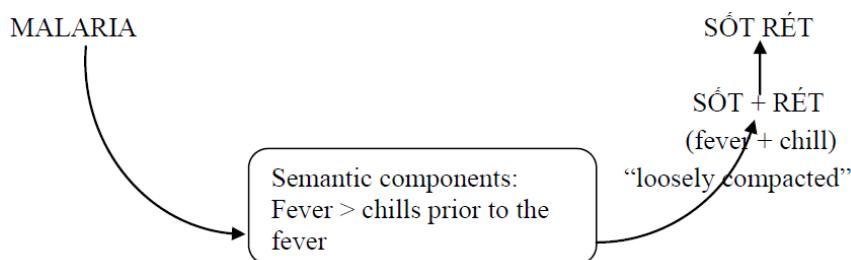 MALARIA
SỐT RÉT
SỐT + RÉT
(fever + chill)
“loosely compacted”
Semantic components:
Fever > chills prior to the
fever